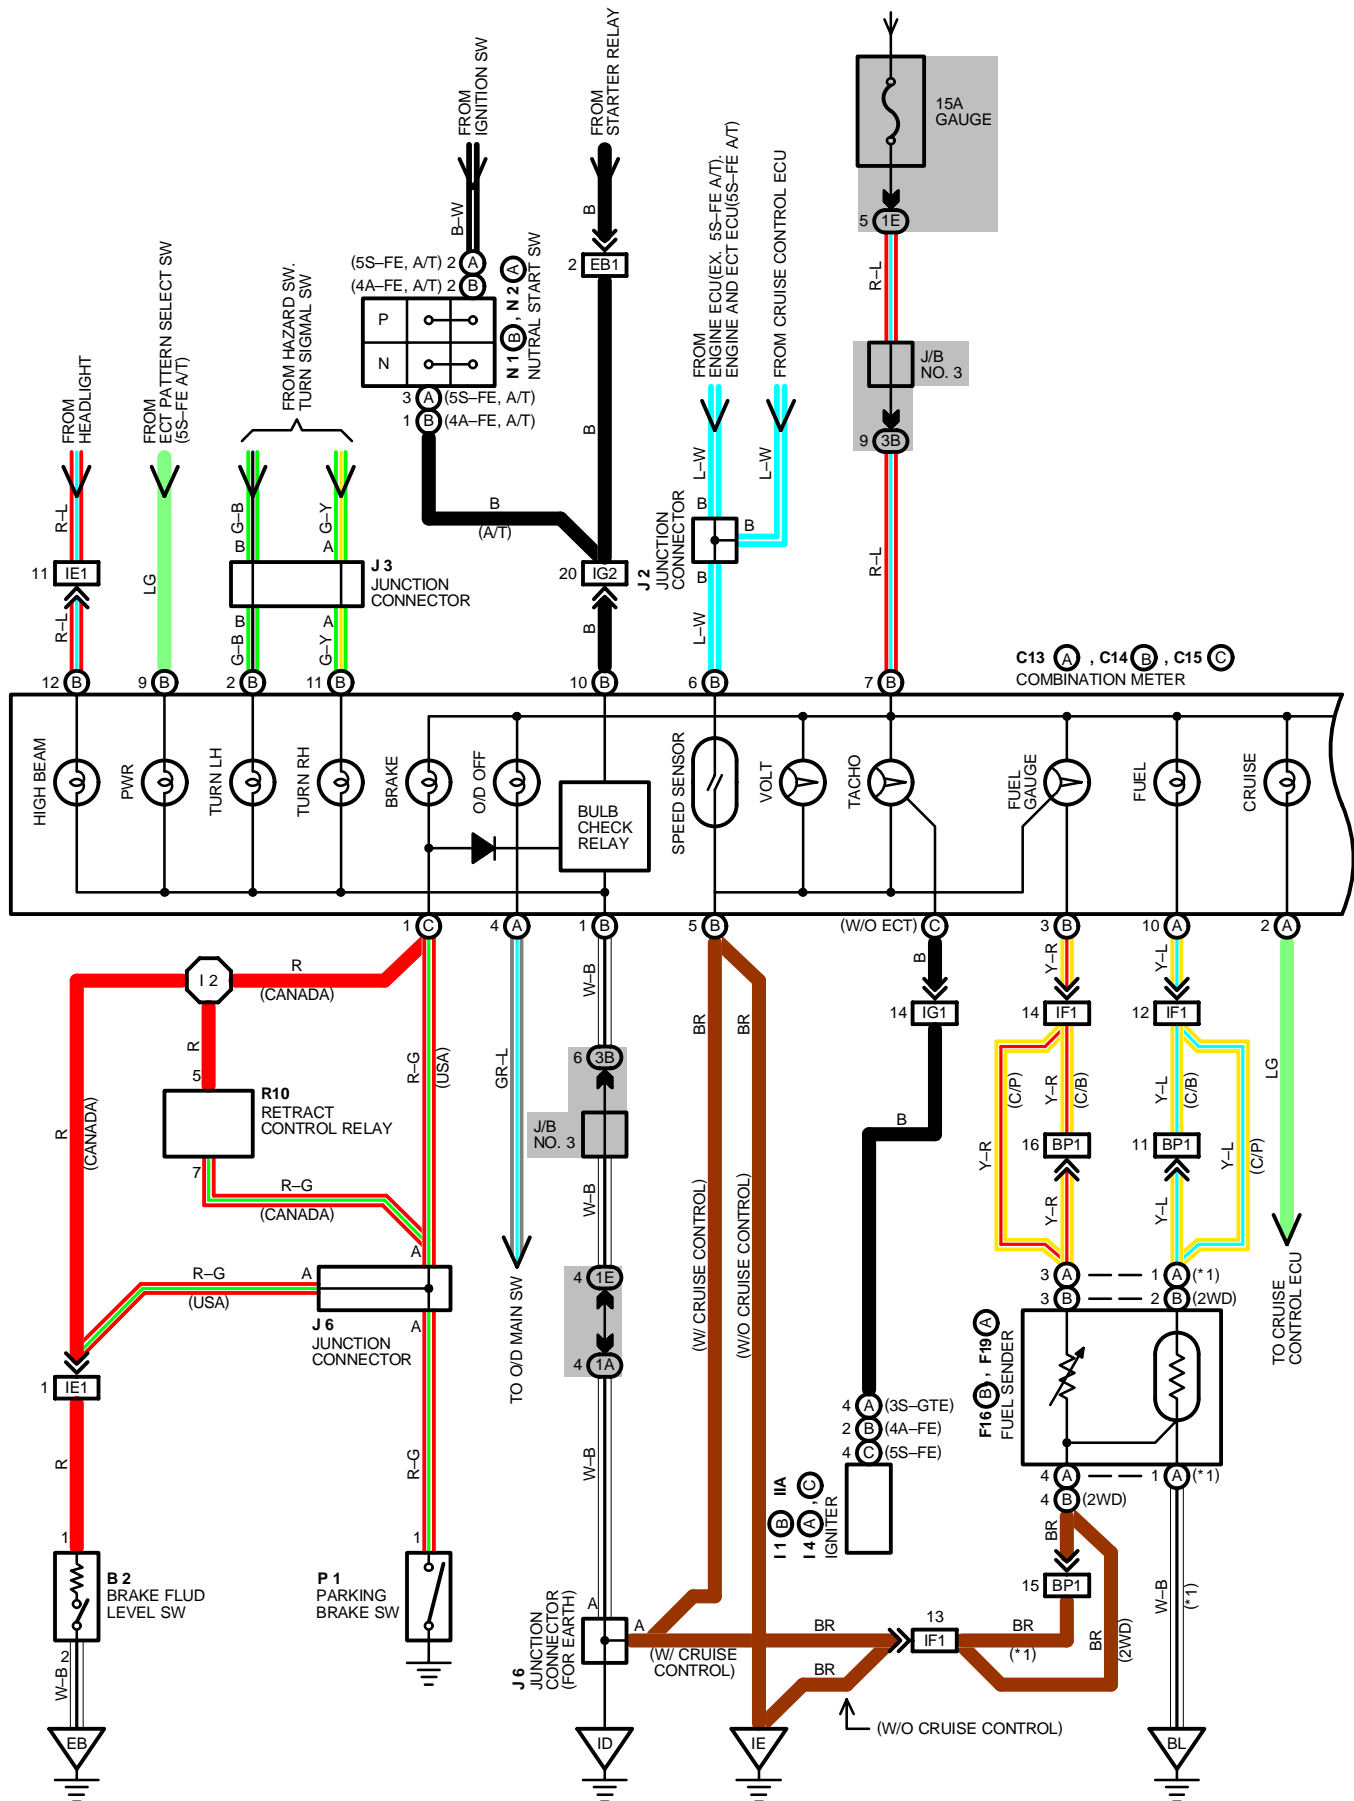 FROM
IGNITION SW
FROM
STARTER RELAY
15A
GAUGE
5 1E
B–W
B
(5S–FE, A/T) 2 A
(4A–FE, A/T) 2 B
2 EB1
P
N
N 1 B , N 2 A
NUTRAL START SW
FROM
ENGINE ECU(EX. 5S–FE A/T).
ENGINE AND ECT ECU(5S–FE A/T)
FROM CRUISE CONTROL ECU
R–L
J/B
NO. 3
9 3B
3 A (5S–FE, A/T)
1 B (4A–FE, A/T)
FROM
HEADLIGHT
FROM
ECT PATTERN SELECT SW
(5S–FE A/T)
FROM HAZARD SW.
TURN SIGMAL SW
B
L–W
L–W
R–L
LG
G–B
G–Y
B
A
B
(A/T)
B
B
B
J 2
JUNCTION
CONNECTOR
11 IE1
J 3
JUNCTION
CONNECTOR
20 IG2
R–L
B
A
G–B
G–Y
B
L–W
R–L
C13 A , C14 B , C15 C
COMBINATION METER
12 B
9 B
2 B
11 B
10 B
6 B
7 B
HIGH BEAM
PWR
TURN LH
TURN RH
BRAKE
O/D OFF
BULB
CHECK
RELAY
SPEED SENSOR
VOLT
TACHO
FUEL
GAUGE
FUEL
CRUISE
1 C
4 A
1 B
5 B
(W/O ECT) C
3 B
10 A
2 A
I 2
R
(CANADA)
W–B
B
Y–R
Y–L
14 IG1
14 IF1
12 IF1
R
5
R10
RETRACT
CONTROL RELAY
7
R–G
(USA)
GR–L
6 3B
J/B
NO. 3
BR
BR
(C/P)
Y–R
(C/B)
Y–L
(C/B)
LG
R
(CANADA)
B
16 BP1
11 BP1
Y–R
Y–L
(C/P)
R–G
(CANADA)
W–B
Y–R
Y–L
A
R–G
(USA)
A
J 6
JUNCTION
CONNECTOR
A
TO O/D MAIN SW
4 1E
4 1A
(W/ CRUISE CONTROL)
(W/O CRUISE CONTROL)
3 A
1 A (*1)
3 B
2 B (2WD)
TO CRUISE
CONTROL ECU
1 IE1
F16 B , F19 A
FUEL SENDER
4 A (3S–GTE)
2 B (4A–FE)
4 C (5S–FE)
R
R–G
W–B
4 A
1 A (*1)
4 B (2WD)
I 1 B IIA
I 4 A , C
IGNITER
BR
1
B 2
BRAKE FLUD
LEVEL SW
P 1
PARKING
BRAKE SW
1
15 BP1
W–B
(*1)
J 6
JUNCTION
CONNECTOR
(FOR EARTH)
A
A
(W/ CRUISE
CONTROL)
BR
BR
13
IF1
BR
(*1)
BR
(2WD)
2
W–B
(W/O CRUISE CONTROL)
EB
ID
IE
BL